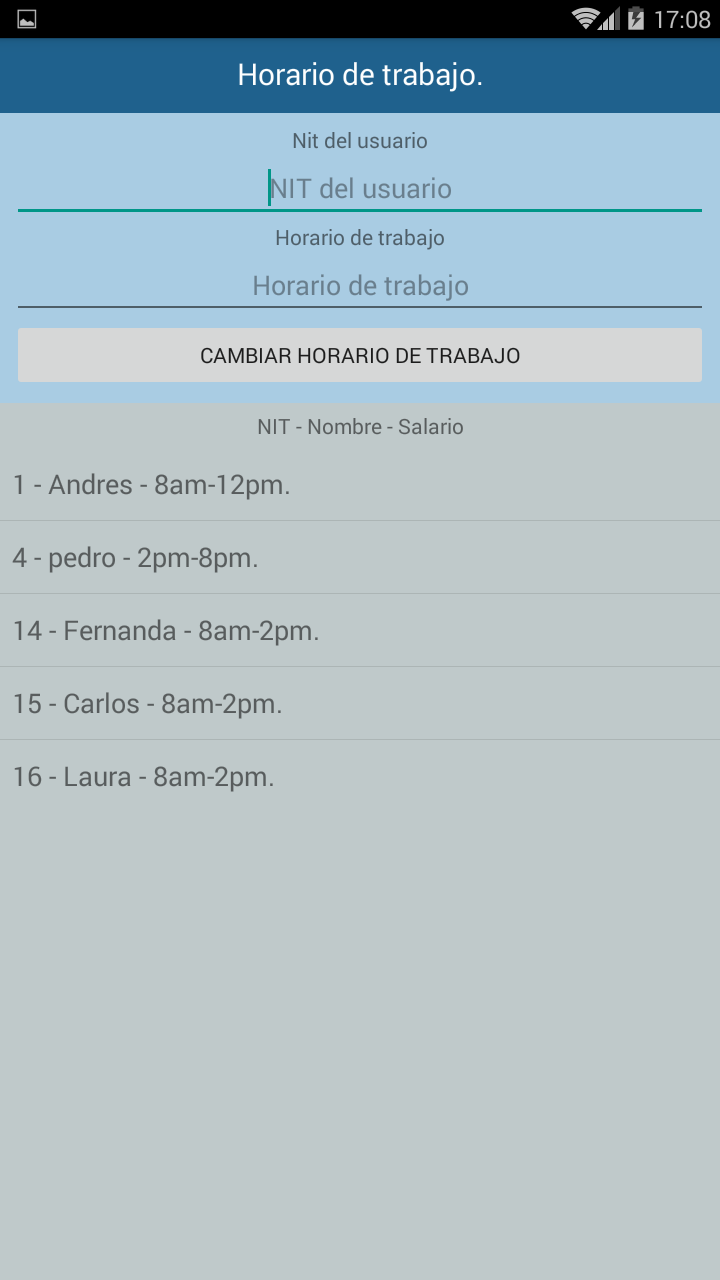 17:08
Horario de trabajo.
Nit del usuario
NIT del usuario
Horario de trabajo
Horario de trabajo
CAMBIAR HORARIO DE TRABAJO
NIT - Nombre - Salario
1 - Andres - 8am-12pm.
4 - pedro - 2pm-8pm.
14 - Fernanda - 8am-2pm.
15 - Carlos - 8am-2pm.
16 - Laura - 8am-2pm.